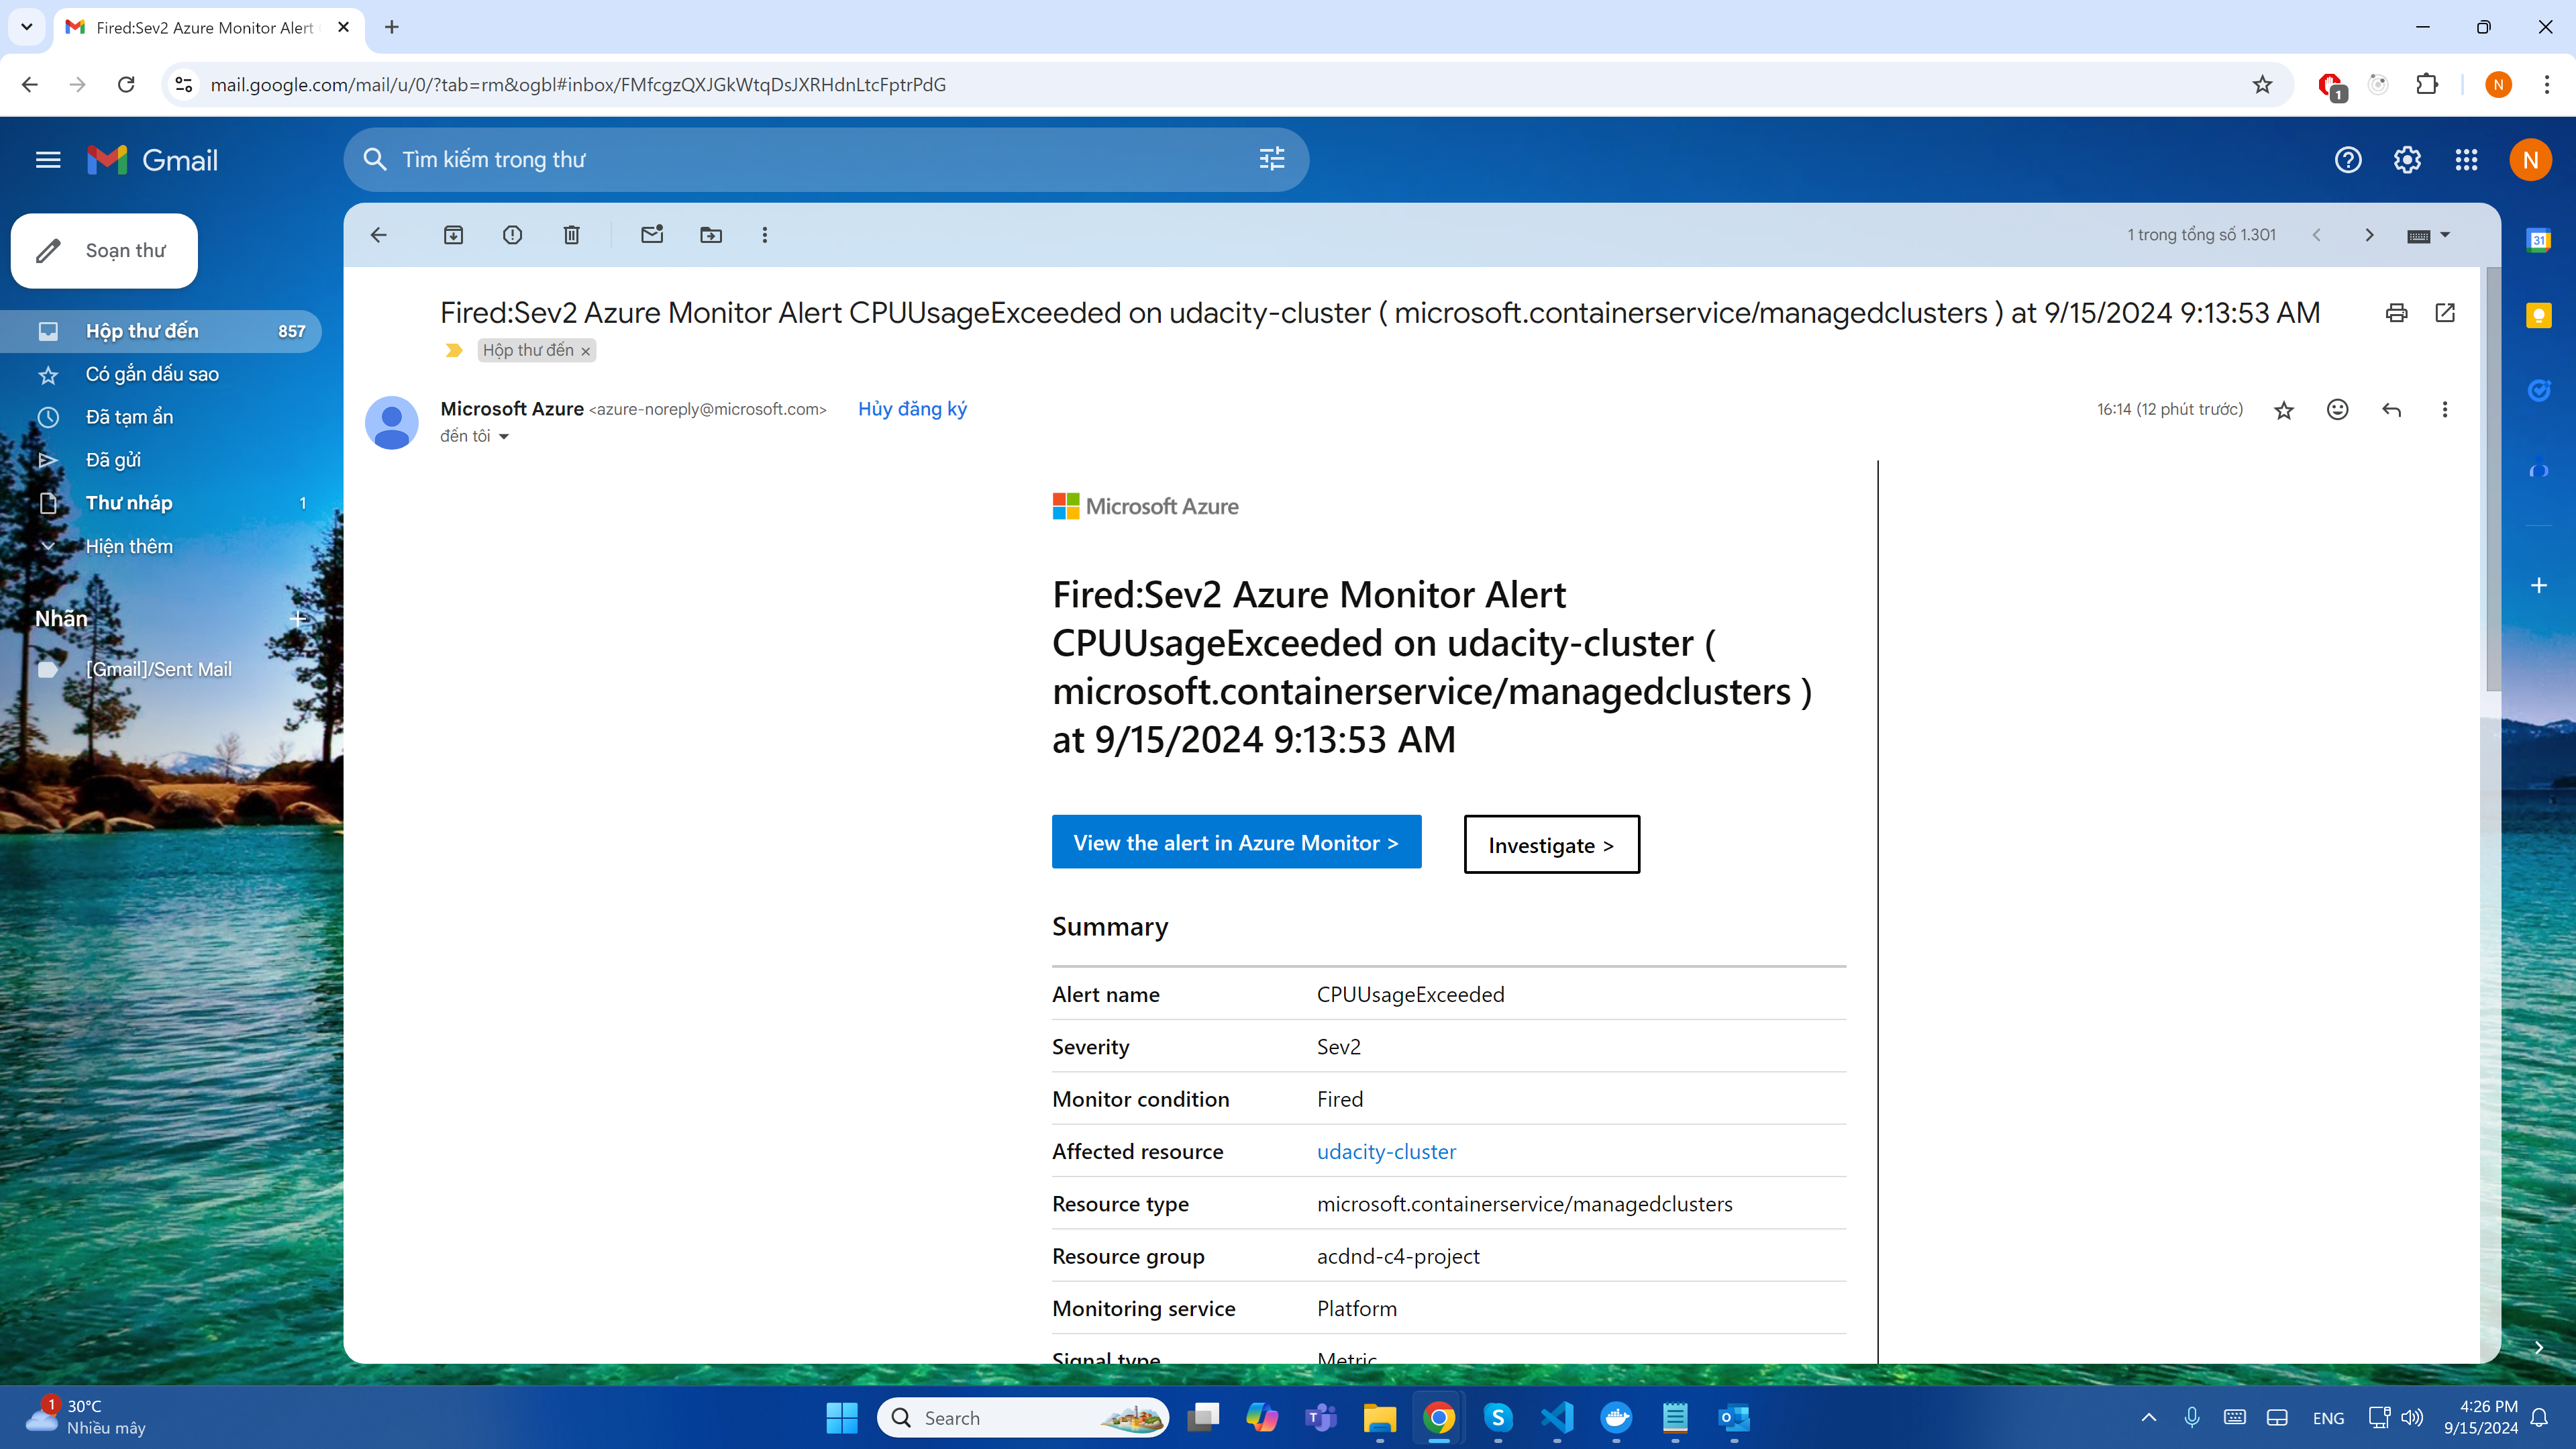 Fired:Sev2 Azure Monitor Alert
mail.google.com/mail/u/0/?tab=rm&ogbl#inbox/FMfcgzQXJGkWtqDsJXRHdnLtcFptrPdG
1
N
Gmail
Tìm kiếm trong thư
N
Soạn thư
1 trong tổng số 1.301
31
Hộp thư đến 857
Có gắn dấu sao
Đã tạm ẩn
Đã gửi
Thư nháp 1
Hiện thêm
Nhãn
[Gmail]/Sent Mail
Fired:Sev2 Azure Monitor Alert CPUUsageExceeded on udacity-cluster ( microsoft.containerservice/managedclusters ) at 9/15/2024 9:13:53 AM
Hộp thư đến
Microsoft Azure <azure-noreply@microsoft.com> Hủy đăng ký 16:14 (12 phút trước)
đến tôi
Microsoft Azure
Fired:Sev2 Azure Monitor Alert
CPUUsageExceeded on udacity-cluster (
microsoft.containerservice/managedclusters )
at 9/15/2024 9:13:53 AM
View the alert in Azure Monitor > Investigate >
Summary
Alert name CPUUsageExceeded
Severity Sev2
Monitor condition Fired
Affected resource udacity-cluster
Resource type microsoft.containerservice/managedclusters
Resource group acdnd-c4-project
Monitoring service Platform
Signal type Metric
1
30°C
Nhiều mây
Search
ENG
4:26 PM
9/15/2024